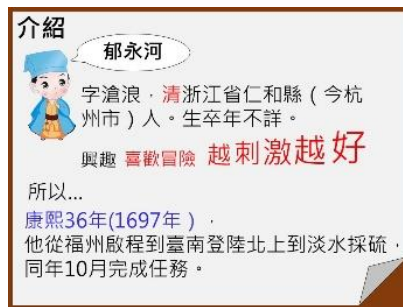 介紹
郁永河
字滄浪，清浙江省仁和縣（今杭
州市）人。生卒年不詳。
興趣 喜歡冒險 越刺激越好
所以...
康熙36年(1697年），
他從福州啟程到臺南登陸北上到淡水採硫，
同年10月完成任務。